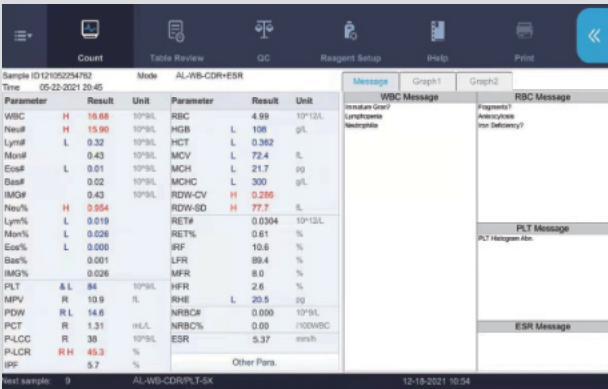 Count
Table Review
QC
Reagent Setup
IHelp
Print
Sample ID 121052254762 Mode AL-WB-CDR+ESR
Time 05-22-2021 20:45
Message Graph1 Graph2
Parameter Result Unit Parameter Result Unit
WBC H 16.68 10^9/L RBC 4.99 10^12/L
Neu# H 15.90 10^9/L HGB L 108 g/L
Lym# L 0.32 10^9/L HCT L 0.362
Mon# 0.43 10^9/L MCV L 72.4 fL
Eos# L 0.01 10^9/L MCH L 21.7 pg
Bas# 0.02 10^9/L MCHC L 300 g/L
IMG# 0.43 10^9/L RDW-CV H 0.286
Neu% H 0.954 RDW-SD H 77.7 fL
Lym% L 0.019 RET# 0.0304 10^12/L
Mon% L 0.026 RET% 0.61 %
Eos% L 0.000 IRF 10.6 %
Bas% 0.001 LFR 89.4 %
IMG% 0.026 MFR 8.0 %
PLT & L 84 10^9/L HFR 2.6 %
MPV R 10.9 fL RHE L 20.5 pg
PDW R L 14.6 NRBC# 0.000 10^9/L
PCT R 1.31 mL/L NRBC% 0.00 /100WBC
P-LCC R 38 10^9/L ESR 5.37 mm/h
P-LCR R H 45.3 %
IPF 5.7 %
Other Para.
WBC Message
Immature Gran?
Lymphopenia
Neutrophilia
RBC Message
Fragments?
Anisocytosis
Iron Deficiency?
PLT Message
PLT Histogram Abn.
ESR Message
Next sample: 9 AL-WB-CDR/PLT-5X 12-18-2021 10:54